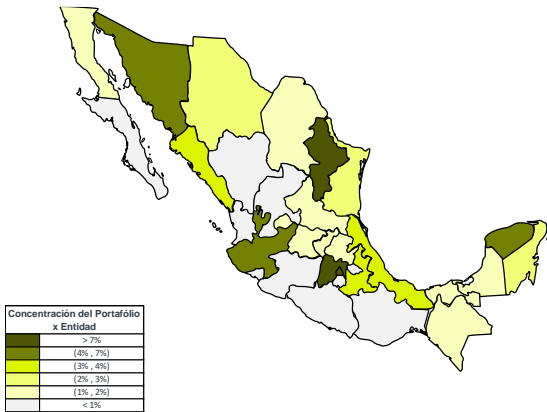 Concentración del Portafólio
x Entidad
> 7%
(4% , 7%)
(3% , 4%)
(2% , 3%)
(1% , 2%)
< 1%